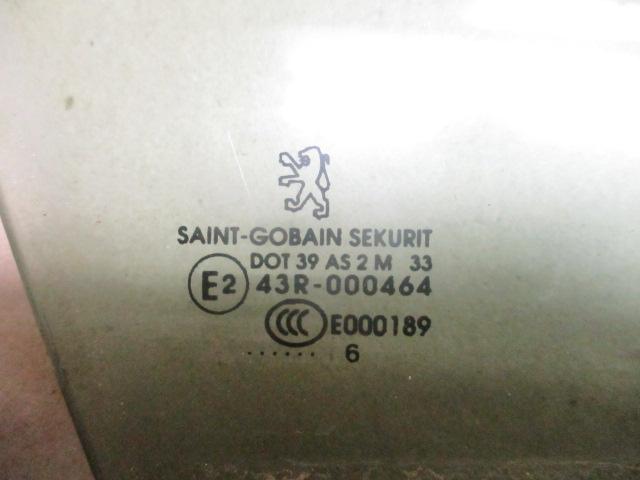 SAINT-GOBAIN SEKURIT
DOT 39 AS 2 M 33
E2 43R-000464
CCC E000189
...... 6